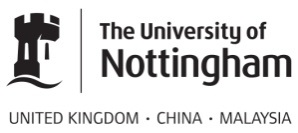 The University of
Nottingham
UNITED KINGDOM · CHINA · MALAYSIA